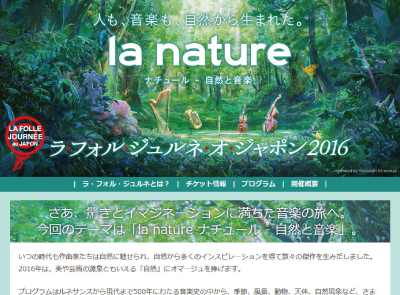 人も、音楽も、自然から生まれた。
la nature
ナチュール - 自然と音楽
LA FOLLE
JOURNÉE
au JAPON
ラ・フォル・ジュルネ・オ・ジャポン 2016
| ラ・フォル・ジュルネとは？ | チケット情報 | プログラム | 開催概要 |
さあ、驚きとイマジネーションに満ちた音楽の旅へ。
今回のテーマは「la nature ナチュール - 自然と音楽」。
いつの時代も作曲家たちは自然に魅せられ、自然から多くのインスピレーションを得て数々の傑作を生みだしました。
2016年は、美や芸術の源泉ともいえる「自然」にオマージュを捧げます。
プログラムはルネサンスから現代まで500年にわたる音楽史の中から、季節、風景、動物、天体、自然現象など、さま